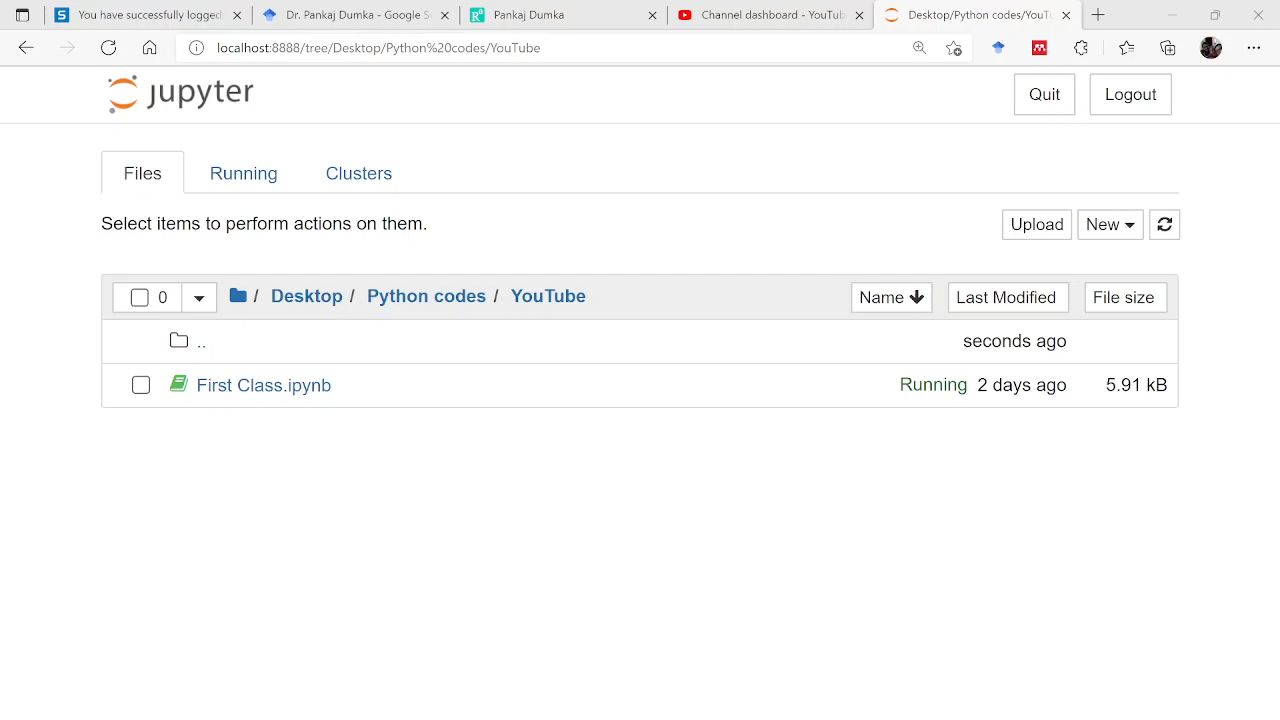 You have successfully logged
Dr. Pankaj Dumka - Google S
Pankaj Dumka
Channel dashboard - YouTub
Desktop/Python codes/YouTu
localhost:8888/tree/Desktop/Python%20codes/YouTube
jupyter
Quit
Logout
Files
Running
Clusters
Select items to perform actions on them.
Upload
New
0
/ Desktop / Python codes / YouTube
Name
Last Modified
File size
..
seconds ago
First Class.ipynb
Running 2 days ago
5.91 kB